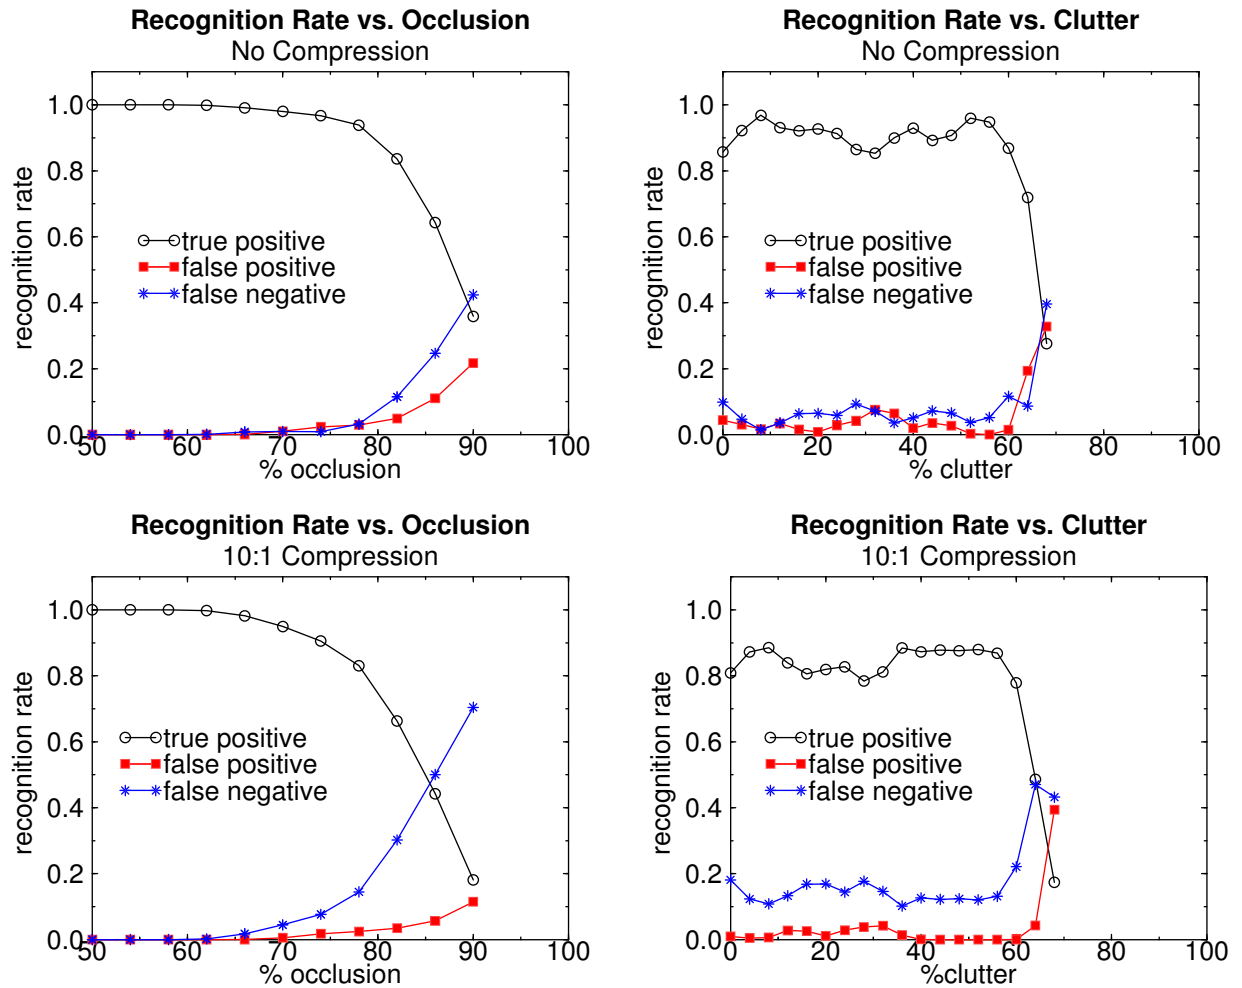 Recognition Rate vs. Occlusion
No Compression
recognition rate
1.0
0.8
0.6
0.4
0.2
0.0
true positive
false positive
false negative
50
60
70
80
90
100
% occlusion
Recognition Rate vs. Clutter
No Compression
recognition rate
1.0
0.8
0.6
0.4
0.2
0.0
true positive
false positive
false negative
0
20
40
60
80
100
% clutter
Recognition Rate vs. Occlusion
10:1 Compression
recognition rate
1.0
0.8
0.6
0.4
0.2
0.0
true positive
false positive
false negative
50
60
70
80
90
100
% occlusion
Recognition Rate vs. Clutter
10:1 Compression
recognition rate
1.0
0.8
0.6
0.4
0.2
0.0
true positive
false positive
false negative
0
20
40
60
80
100
%clutter